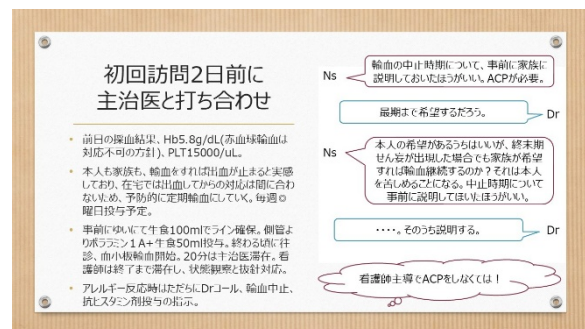 初回訪問2日前に
主治医と打ち合わせ
• 前日の採血結果、Hb5.8g/dL(赤血球輸血は
対応不可の方針)、PLT15000/uL。
• 本人も家族も、輸血をすれば出血が止まると実感
しており、在宅では出血してからの対応は間に合わ
ないため、予防的に定期輸血にしていく。毎週
曜日投与予定。
• 事前にゆいにて生食100mlでライン確保。側管よ
りポララミン1A+生食50ml投与。終わる頃に往
診、血小板輸血開始。20分は主治医滞在。看
護師は終了まで滞在し、状態観察と抜針対応。
• アレルギー反応時はただちにDrコール、輸血中止、
抗ヒスタミン剤投与の指示。
Ns
輸血の中止時期について、事前に家族に
説明しておいたほうがいい。ACPが必要。
最期まで希望するだろう。
Dr
Ns
本人の希望があるうちはいいが、終末期
せん妄が出現した場合でも家族が希望
すれば輸血継続するのか?それは本人
を苦しめることになる。中止時期について
事前に説明してほいたほうがいい。
・・・・。そのうち説明する。
Dr
看護師主導でACPをしなくては!